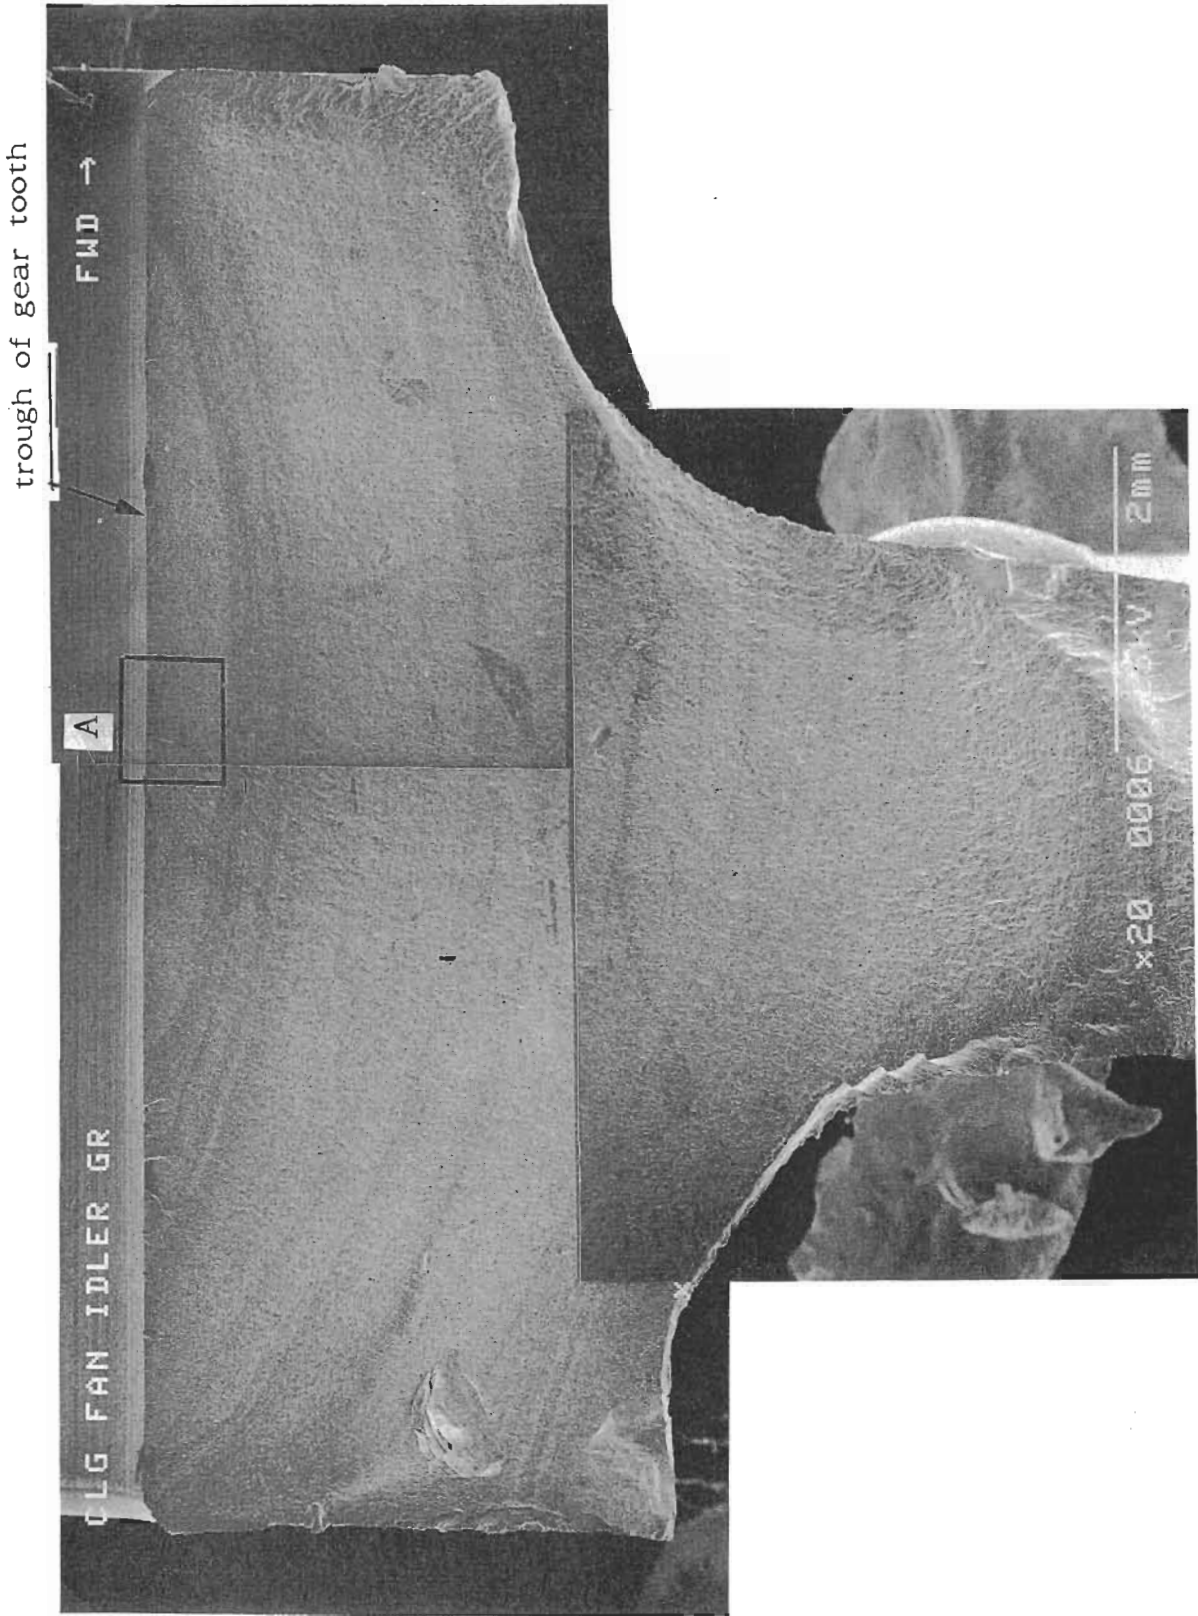 trough of gear tooth
CLG FAN IDLER GR
FWD →
A
×20 0006
2mm